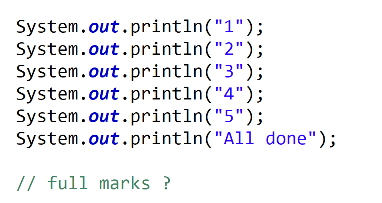 System.out.println("1");
System.out.println("2");
System.out.println("3");
System.out.println("4");
System.out.println("5");
System.out.println("All done");
// full marks ?